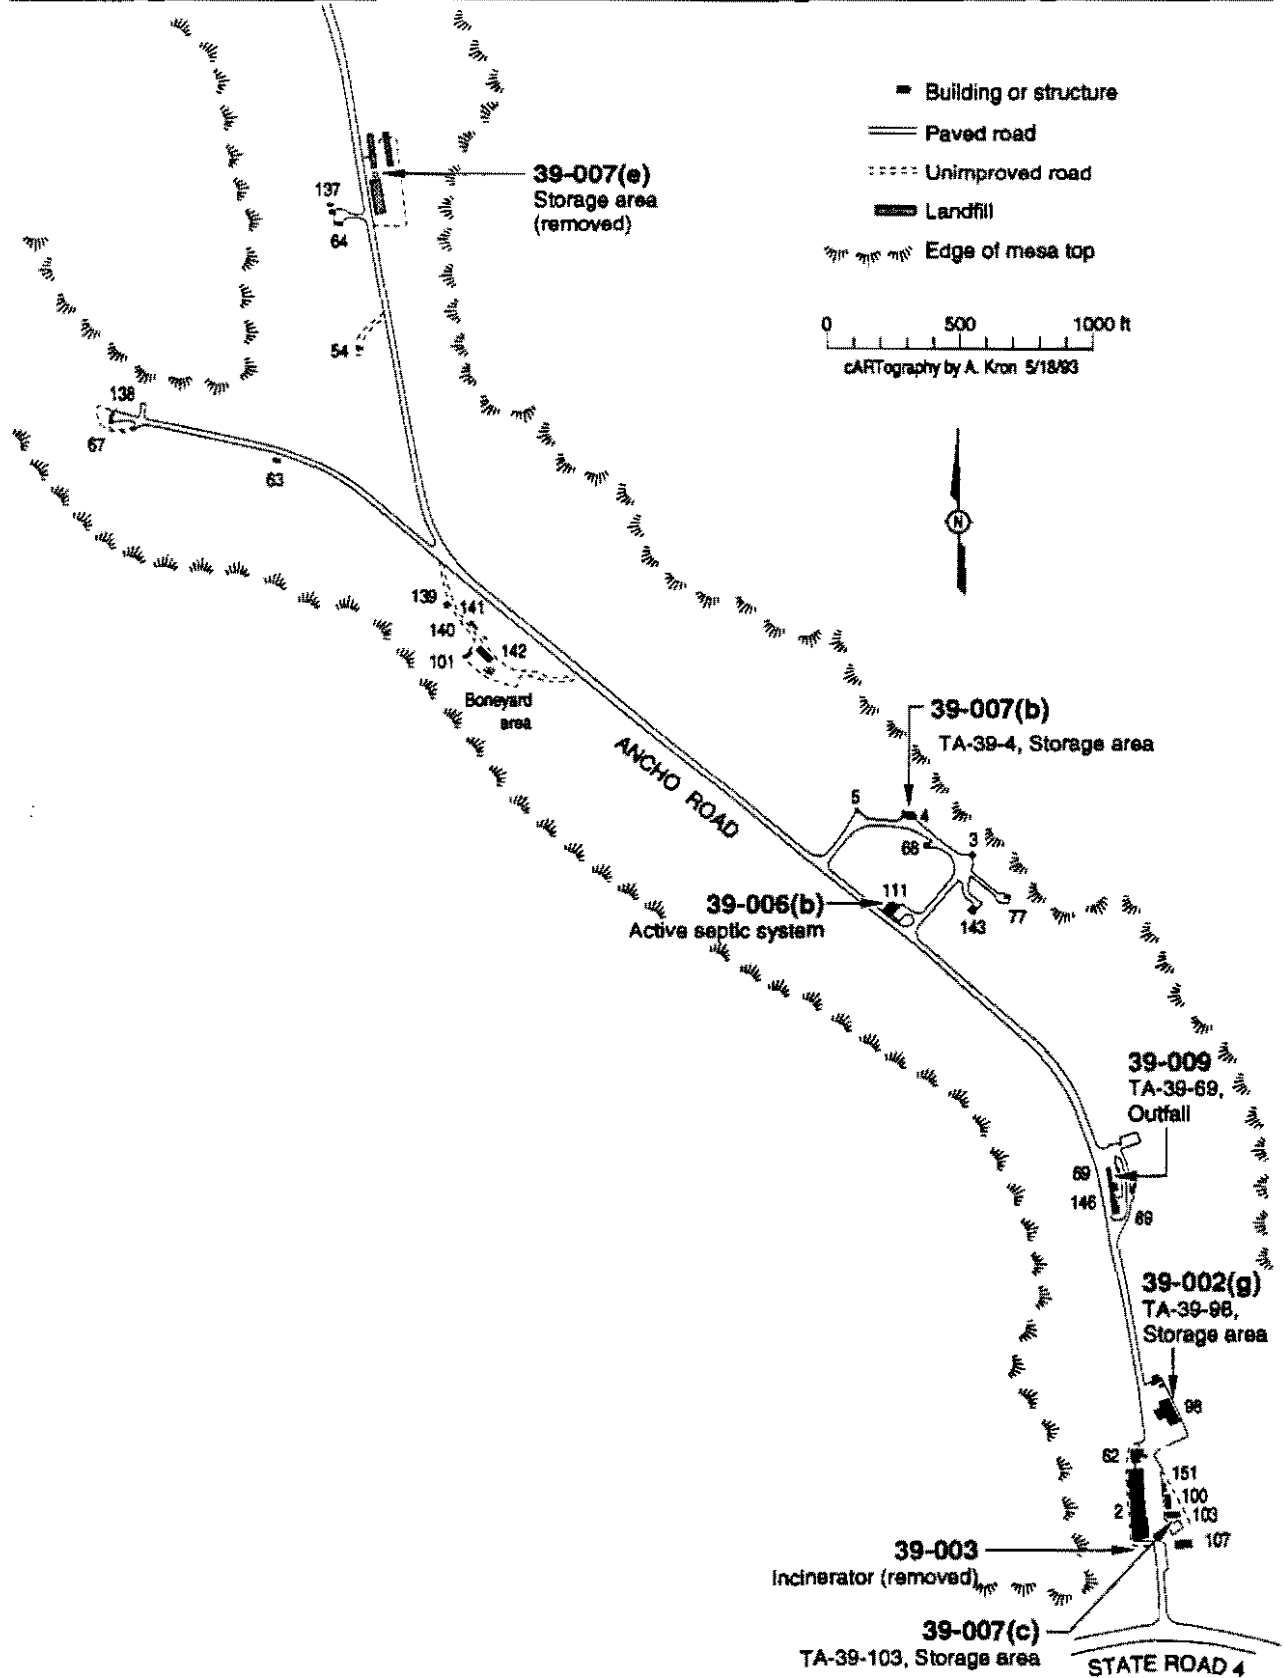 Building or structure
Paved road
Unimproved road
Landfill
Edge of mesa top
0 500 1000 ft
cARTography by A. Kron 5/18/93
N
39-007(e)
Storage area
(removed)
137
64
54
138
67
63
139
141
140
142
101
Boneyard
area
ANCHO ROAD
39-007(b)
TA-39-4, Storage area
5
4
68
3
111
39-006(b)
Active septic system
143
77
39-009
TA-39-69,
Outfall
69
146
89
39-002(g)
TA-39-98,
Storage area
98
62
151
100
2
103
107
39-003
Incinerator (removed)
39-007(c)
TA-39-103, Storage area
STATE ROAD 4